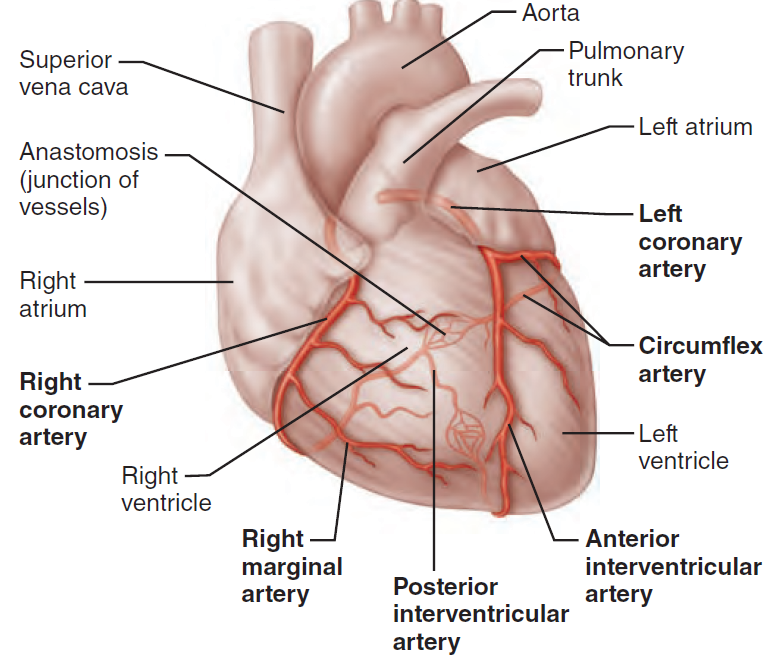 Aorta
Pulmonary
trunk
Superior
vena cava
Left atrium
Anastomosis
(junction of
vessels)
Left
coronary
artery
Right
atrium
Circumflex
artery
Right
coronary
artery
Left
ventricle
Right
ventricle
Right
marginal
artery
Anterior
interventricular
artery
Posterior
interventricular
artery